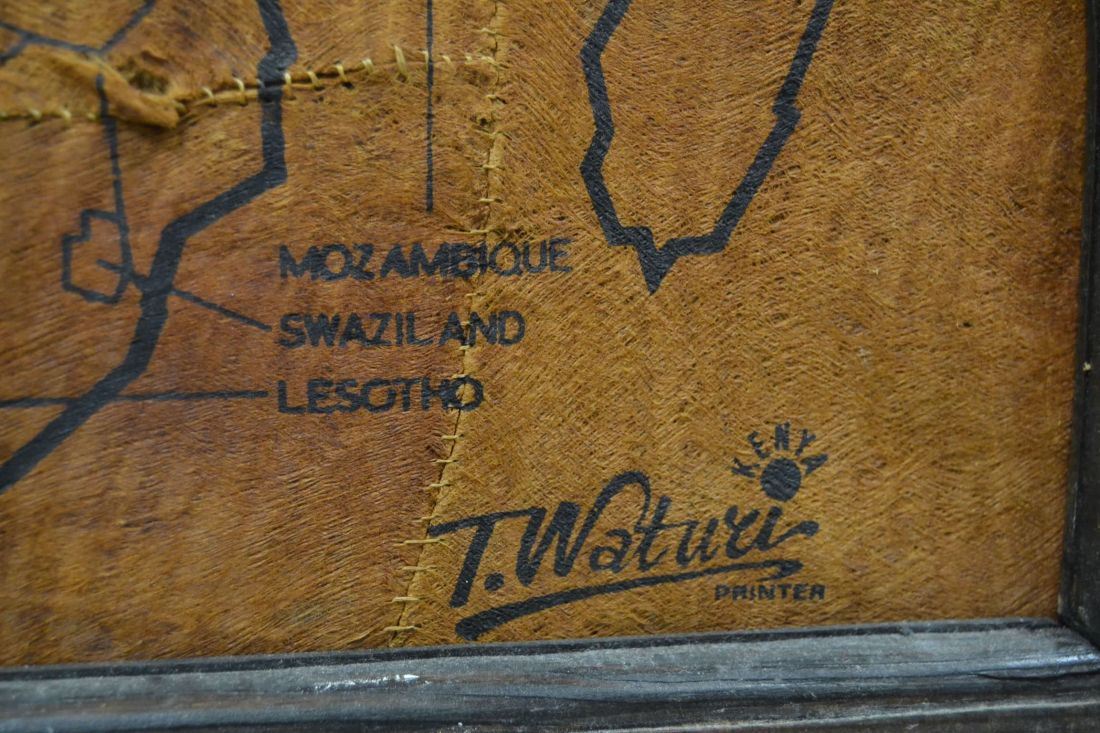 MOZAMBIQUE
SWAZILAND
LESOTHO
KENYA
T. Waturi
PRINTER